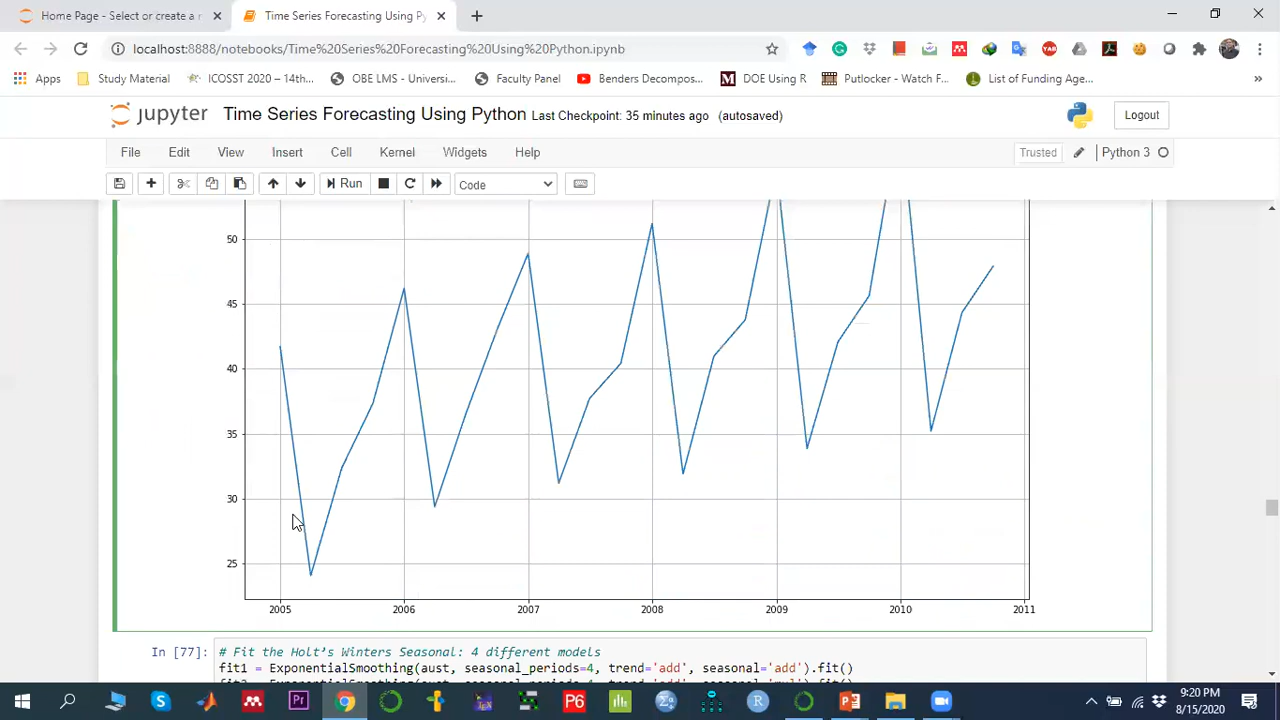 Home Page - Select or create a n
Time Series Forecasting Using Py
localhost:8888/notebooks/Time%20Series%20Forecasting%20Using%20Python.ipynb
Apps
Study Material
ICOSST 2020 – 14th...
OBE LMS - Universi...
Faculty Panel
Benders Decompos...
DOE Using R
Putlocker - Watch F...
List of Funding Age...
»
jupyter
Time Series Forecasting Using Python Last Checkpoint: 35 minutes ago (autosaved)
Logout
File Edit View Insert Cell Kernel Widgets Help
Trusted
Python 3
Run
Code
50
45
40
35
30
25
2005 2006 2007 2008 2009 2010 2011
In [77]: # Fit the Holt’s Winters Seasonal: 4 different models
fit1 = ExponentialSmoothing(aust, seasonal_periods=4, trend='add', seasonal='add').fit()
9:20 PM
8/15/2020